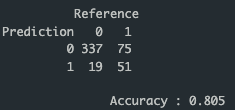 Reference
Prediction 0 1
0 337 75
1 19 51
Accuracy : 0.805